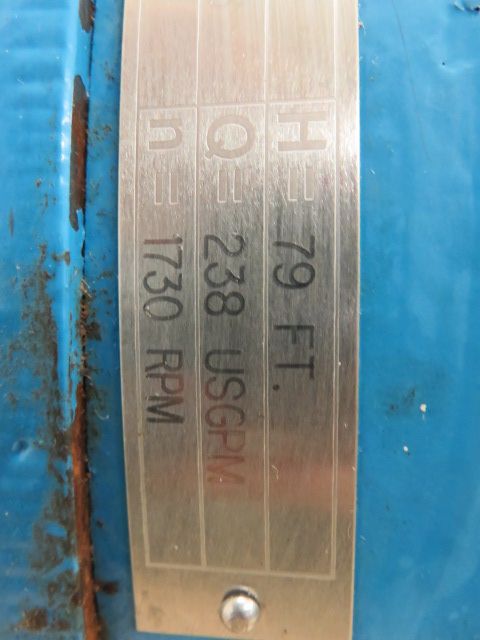 H = 79 FT.
Q = 238 USGPM
n = 1730 RPM